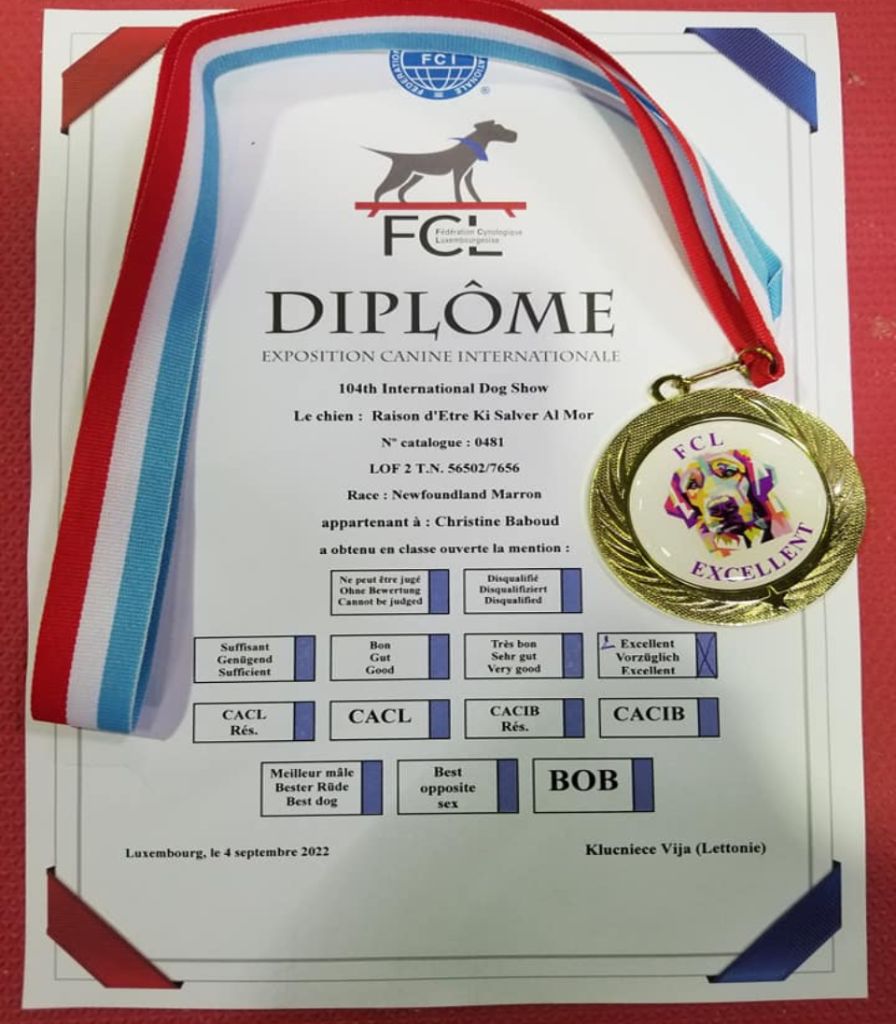 FCI
FCL
Fédération Cynologique
Luxembourgeoise
DIPLÔME
EXPOSITION CANINE INTERNATIONALE
104th International Dog Show
Le chien : Raison d'Etre Ki Salver Al Mor
N° catalogue : 0481
LOF 2 T.N. 56502/7656
Race : Newfoundland Marron
appartenant à : Christine Baboud
a obtenu en classe ouverte la mention :
FCL
EXCELLENT
Ne peut être jugé
Ohne Bewertung
Cannot be judged
Disqualifié
Disqualifiziert
Disqualified
Suffisant
Genügend
Sufficient
Bon
Gut
Good
Très bon
Sehr gut
Very good
Excellent
Vorzüglich
Excellent
CACL
Rés.
CACL
CACIB
Rés.
CACIB
Meilleur mâle
Bester Rüde
Best dog
Best
opposite
sex
BOB
Luxembourg, le 4 septembre 2022
Klucniece Vija (Lettonie)